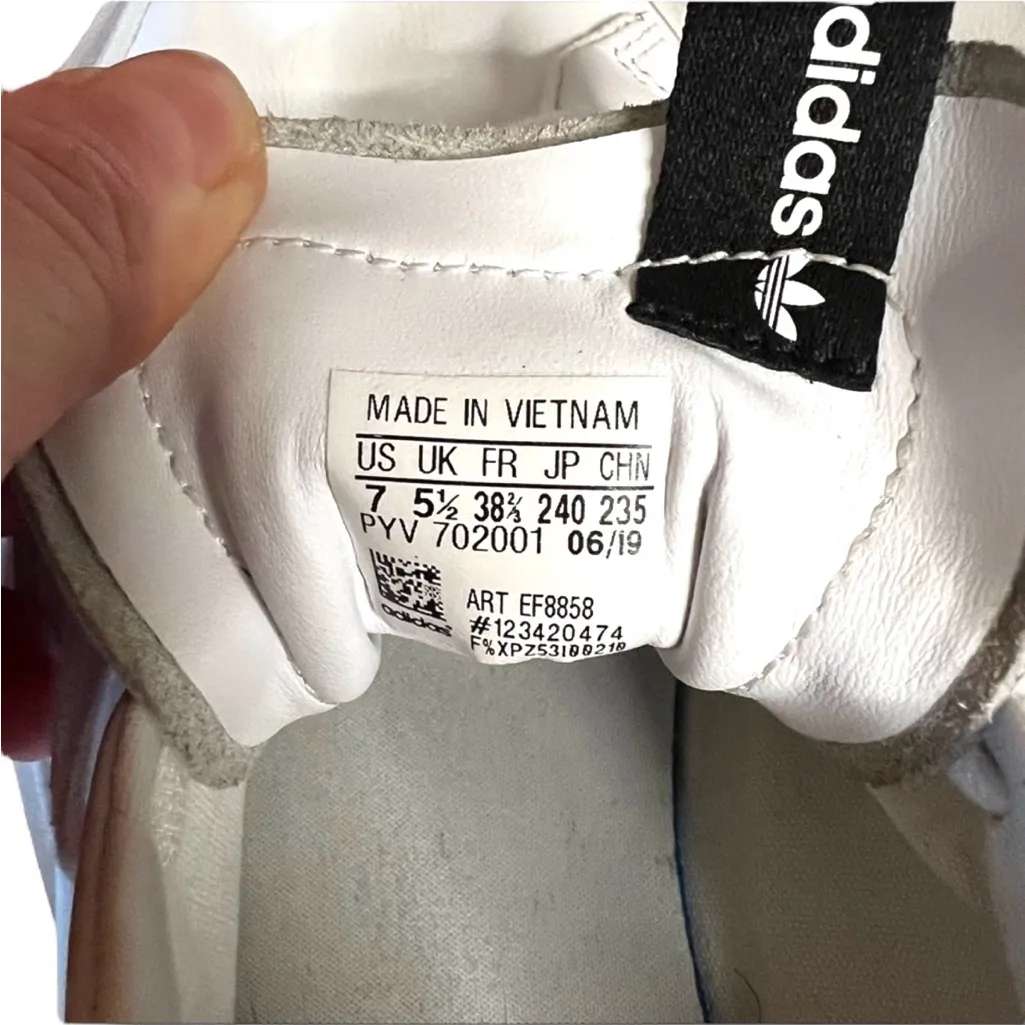 adidas
MADE IN VIETNAM
US UK FR JP CHN
7 5½ 38⅔ 240 235
PYV 702001 06/19
ART EF8858
adidas
#123420474
F%XPZ53100210